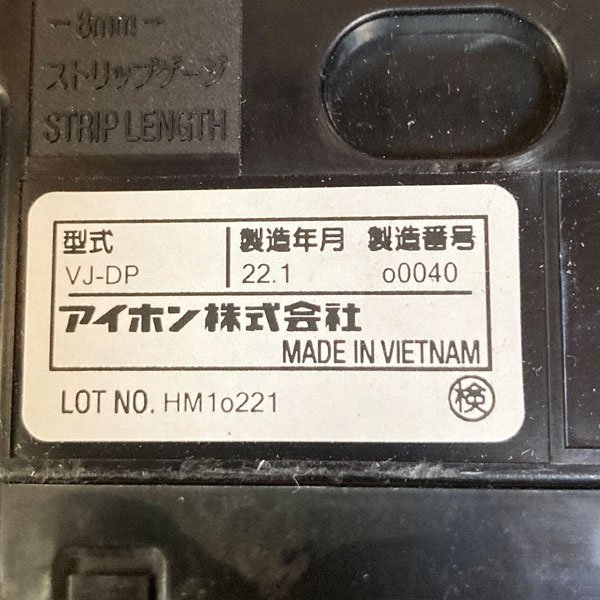 -8mm-
ストリップゲージ
STRIP LENGTH
型式 製造年月 製造番号
VJ-DP 22.1 o0040
アイホン株式会社
MADE IN VIETNAM
LOT NO. HM1o221 検